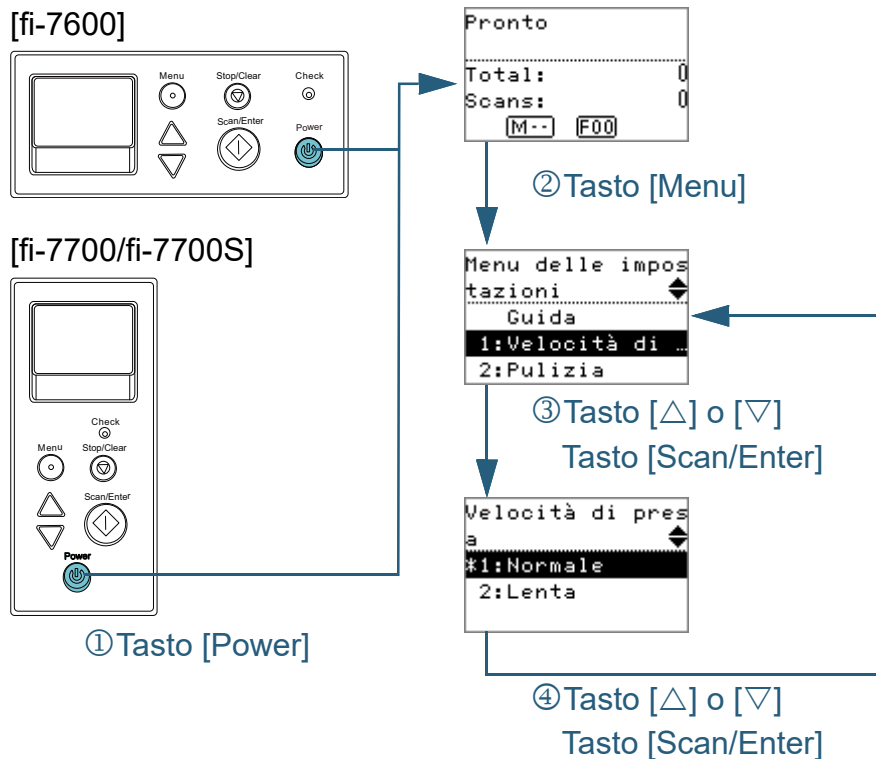 [fi-7600]
Menu
Stop/Clear
Check
Scan/Enter
Power
[fi-7700/fi-7700S]
Check
Menu
Stop/Clear
Scan/Enter
Power
①Tasto [Power]
Pronto
Total: 0
Scans: 0
M-- F00
②Tasto [Menu]
Menu delle impos
tazioni
Guida
1:Velocità di …
2:Pulizia
③Tasto [△] o [▽]
Tasto [Scan/Enter]
Velocità di pres
a
*1:Normale
2:Lenta
④Tasto [△] o [▽]
Tasto [Scan/Enter]